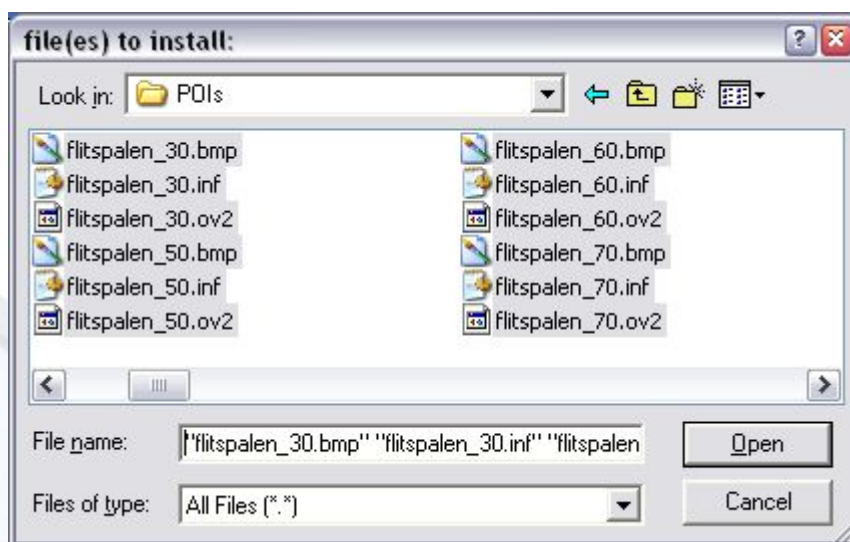 file(es) to install:
Look in: POIs
flitspalen_30.bmp
flitspalen_30.inf
flitspalen_30.ov2
flitspalen_50.bmp
flitspalen_50.inf
flitspalen_50.ov2
flitspalen_60.bmp
flitspalen_60.inf
flitspalen_60.ov2
flitspalen_70.bmp
flitspalen_70.inf
flitspalen_70.ov2
File name: "flitspalen_30.bmp" "flitspalen_30.inf" "flitspalen
Open
Files of type: All Files (*.*)
Cancel